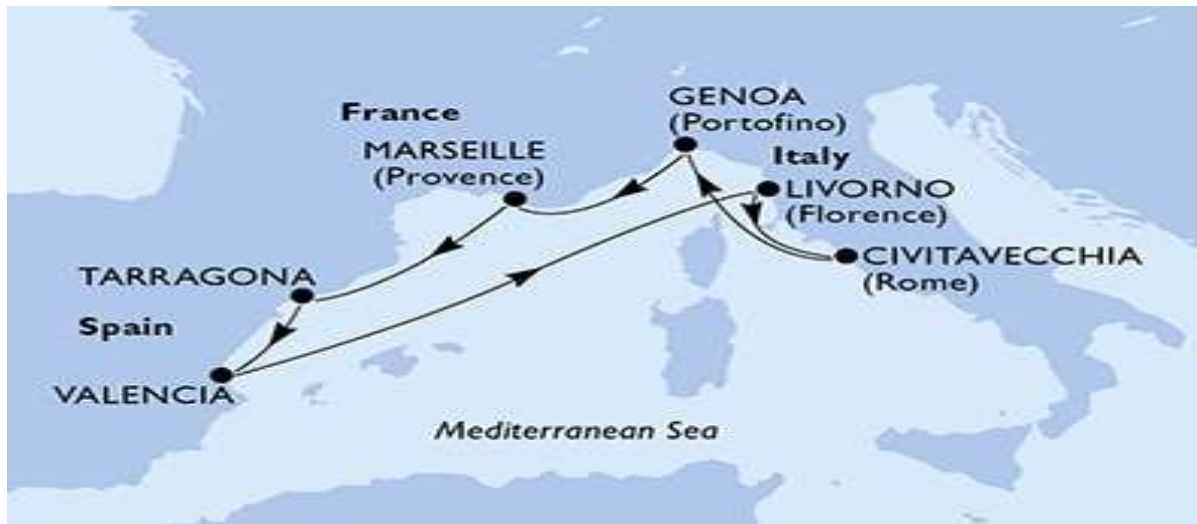 France
MARSEILLE
(Provence)
GENOA
(Portofino)
Italy
LIVORNO
(Florence)
CIVITAVECCHIA
(Rome)
TARRAGONA
Spain
VALENCIA
Mediterranean Sea